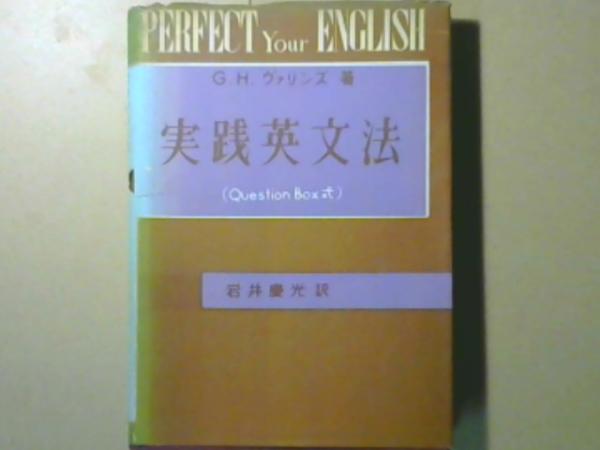 PERFECT Your ENGLISH
G.H. ヴァリンズ 著
実践英文法
(Question Box式)
岩井慶光訳